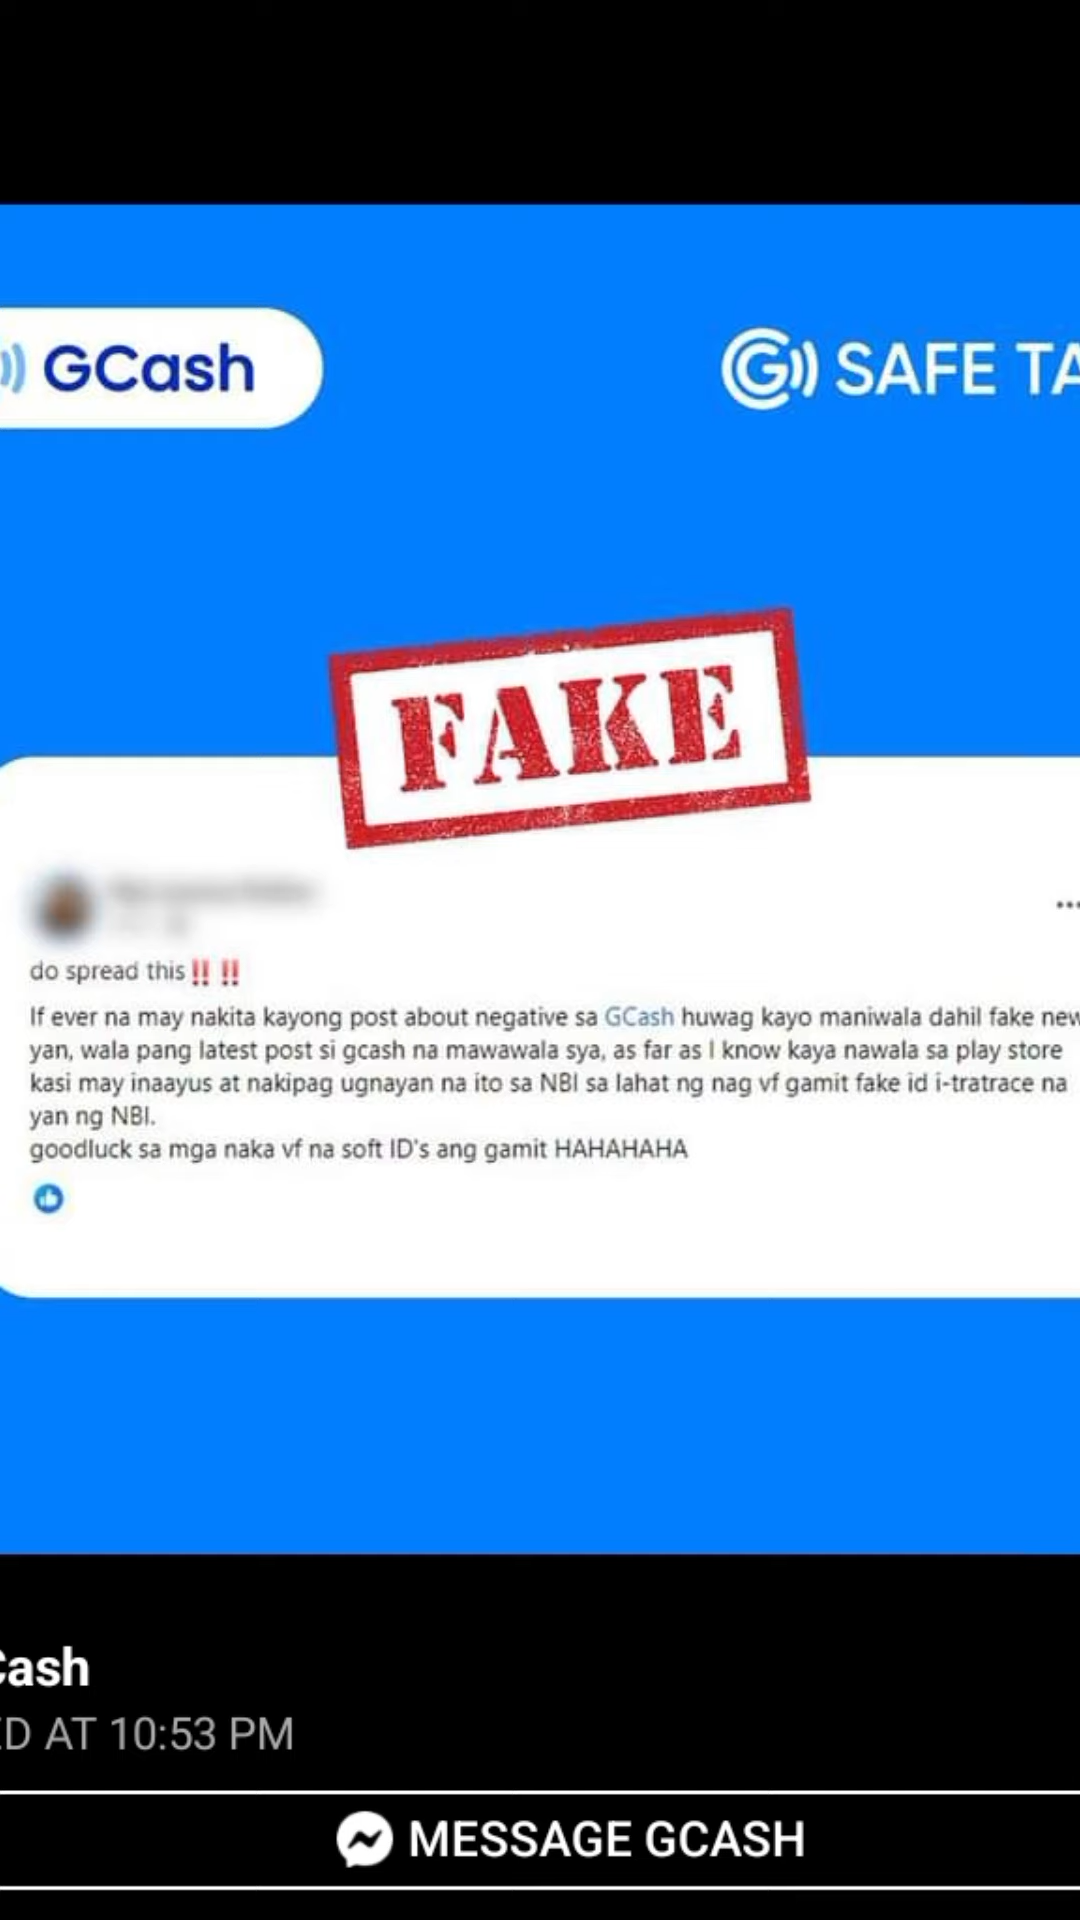 GCash
SAFE TA
FAKE
do spread this‼️ ‼️
If ever na may nakita kayong post about negative sa GCash huwag kayo maniwala dahil fake new
yan, wala pang latest post si gcash na mawawala sya, as far as I know kaya nawala sa play store
kasi may inaayus at nakipag ugnayan na ito sa NBI sa lahat ng nag vf gamit fake id i-tratrace na
yan ng NBI.
goodluck sa mga naka vf na soft ID's ang gamit HAHAHAHA
Cash
ED AT 10:53 PM
MESSAGE GCASH